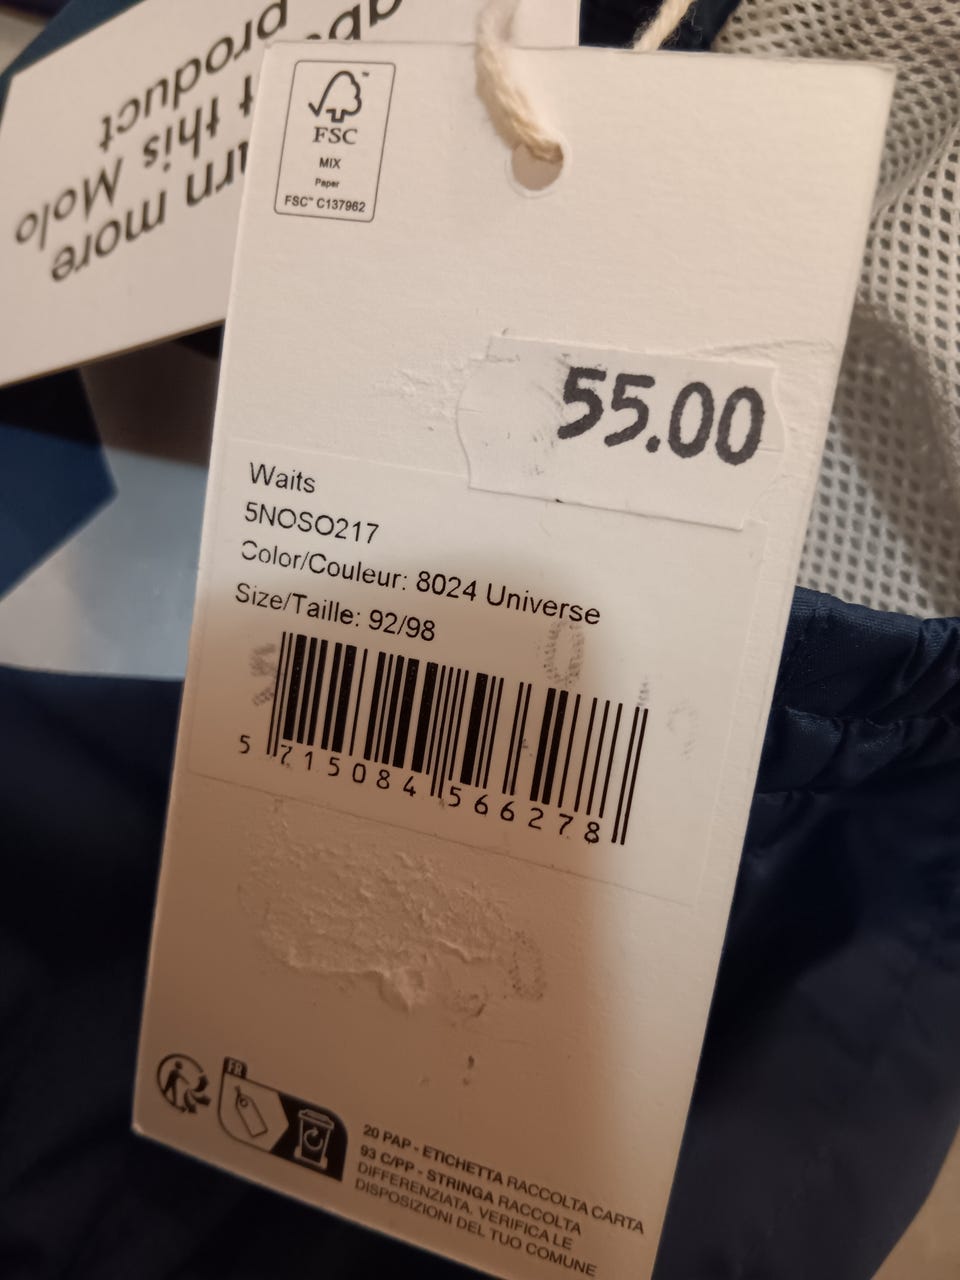 FSC
MIX
Paper
FSC™ C137962
55.00
Waits
5NOSO217
Color/Couleur: 8024 Universe
Size/Taille: 92/98
5 715084 566278
FR
20 PAP - ETICHETTA RACCOLTA CARTA
93 C/PP - STRINGA RACCOLTA
DIFFERENZIATA. VERIFICA LE
DISPOSIZIONI DEL TUO COMUNE
more
this Molo
product